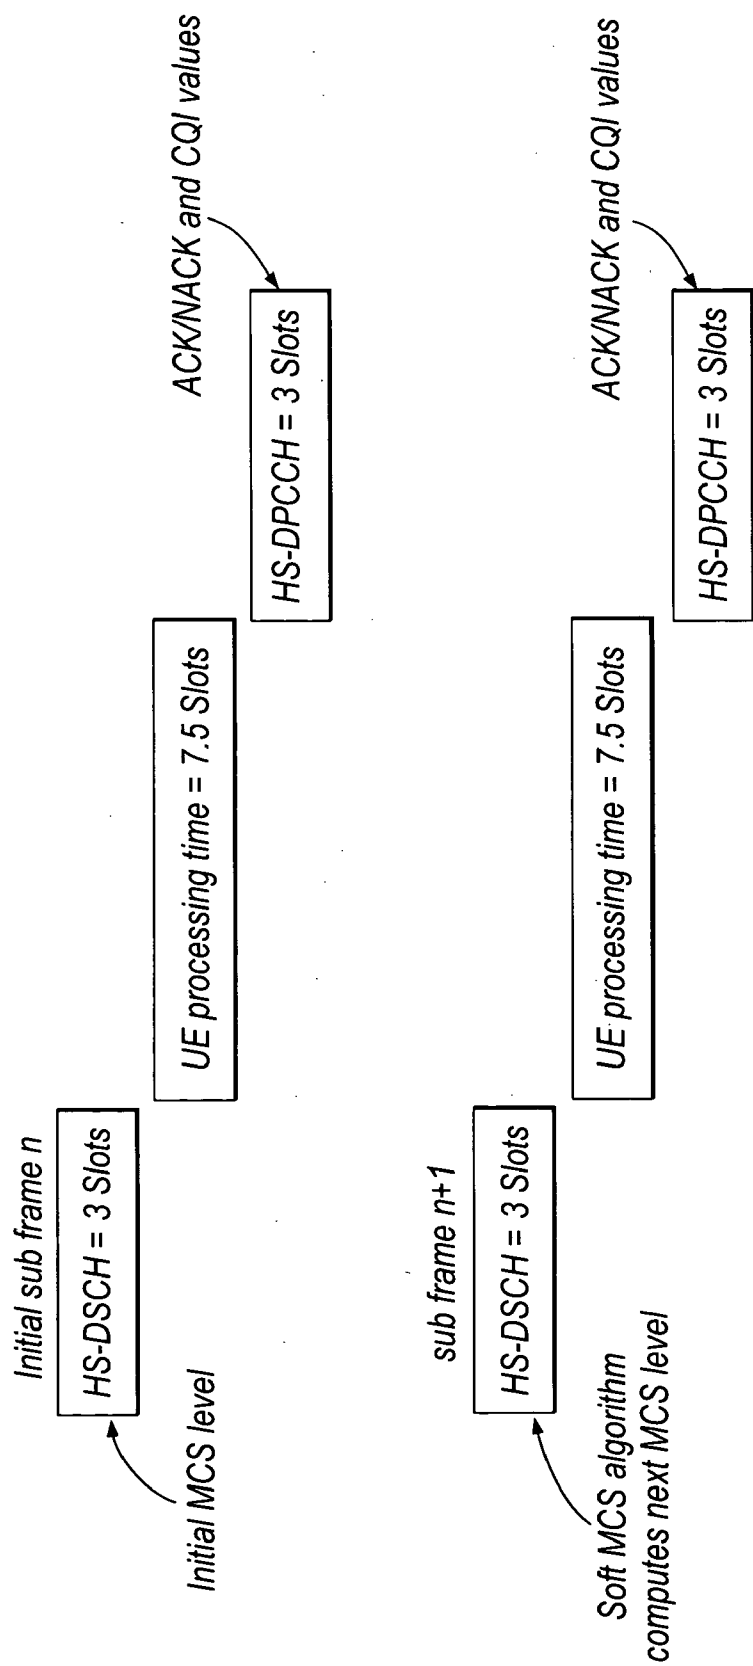 Initial sub frame n
HS-DSCH = 3 Slots
Initial MCS level
UE processing time = 7.5 Slots
HS-DPCCH = 3 Slots
ACK/NACK and CQI values
sub frame n+1
HS-DSCH = 3 Slots
Soft MCS algorithm
computes next MCS level
UE processing time = 7.5 Slots
HS-DPCCH = 3 Slots
ACK/NACK and CQI values